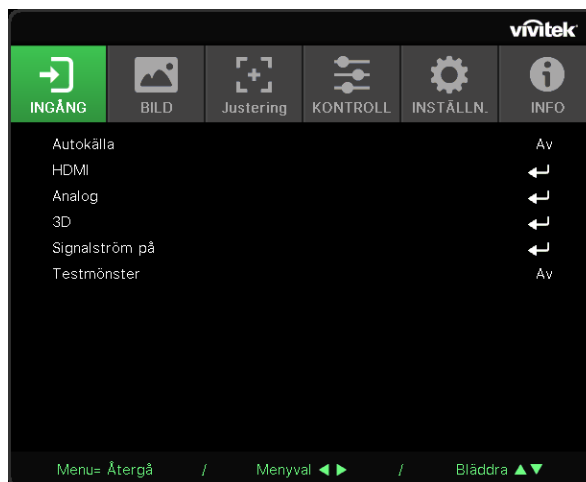 vivitek
INGÅNG BILD Justering KONTROLL INSTÄLLN. INFO
Autokälla Av
HDMI
Analog
3D
Signalström på
Testmönster Av
Menu= Återgå / Menyval ◀ ▶ / Bläddra ▲▼